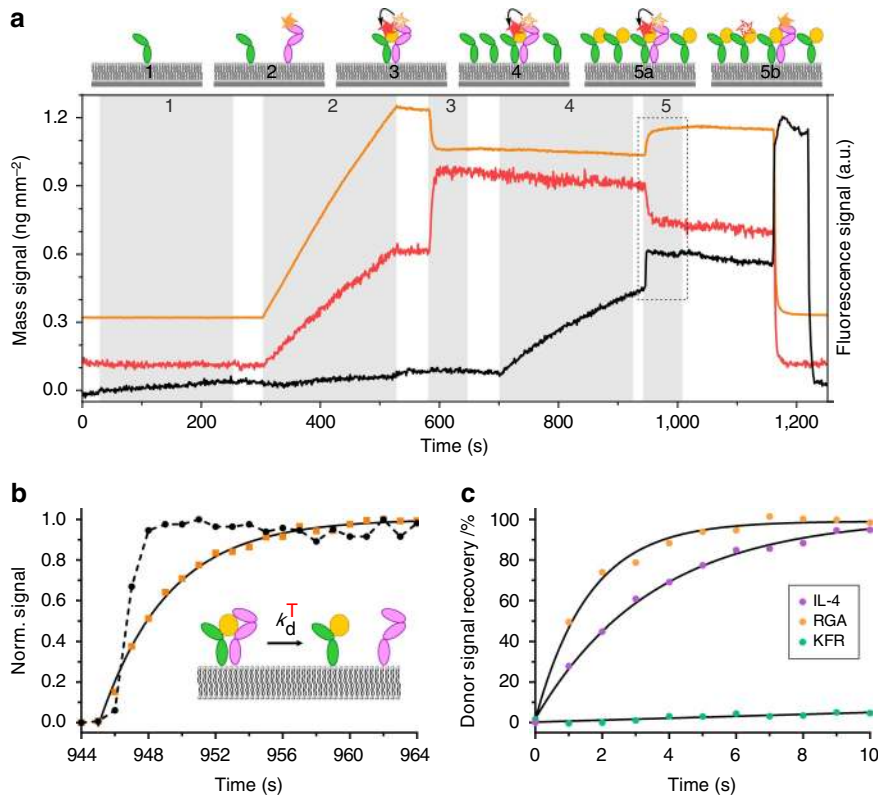 a
1 2 3 4 5a 5b
1 2 3 4 5
1.2
0.9
0.6
0.3
0.0
Mass signal (ng mm⁻²)
Fluorescence signal (a.u.)
0 200 400 600 800 1,000 1,200
Time (s)
b
1.0
0.8
0.6
0.4
0.2
0.0
Norm. signal
k_d^T
944 948 952 956 960 964
Time (s)
c
100
80
60
40
20
0
Donor signal recovery /%
IL-4
RGA
KFR
0 2 4 6 8 10
Time (s)